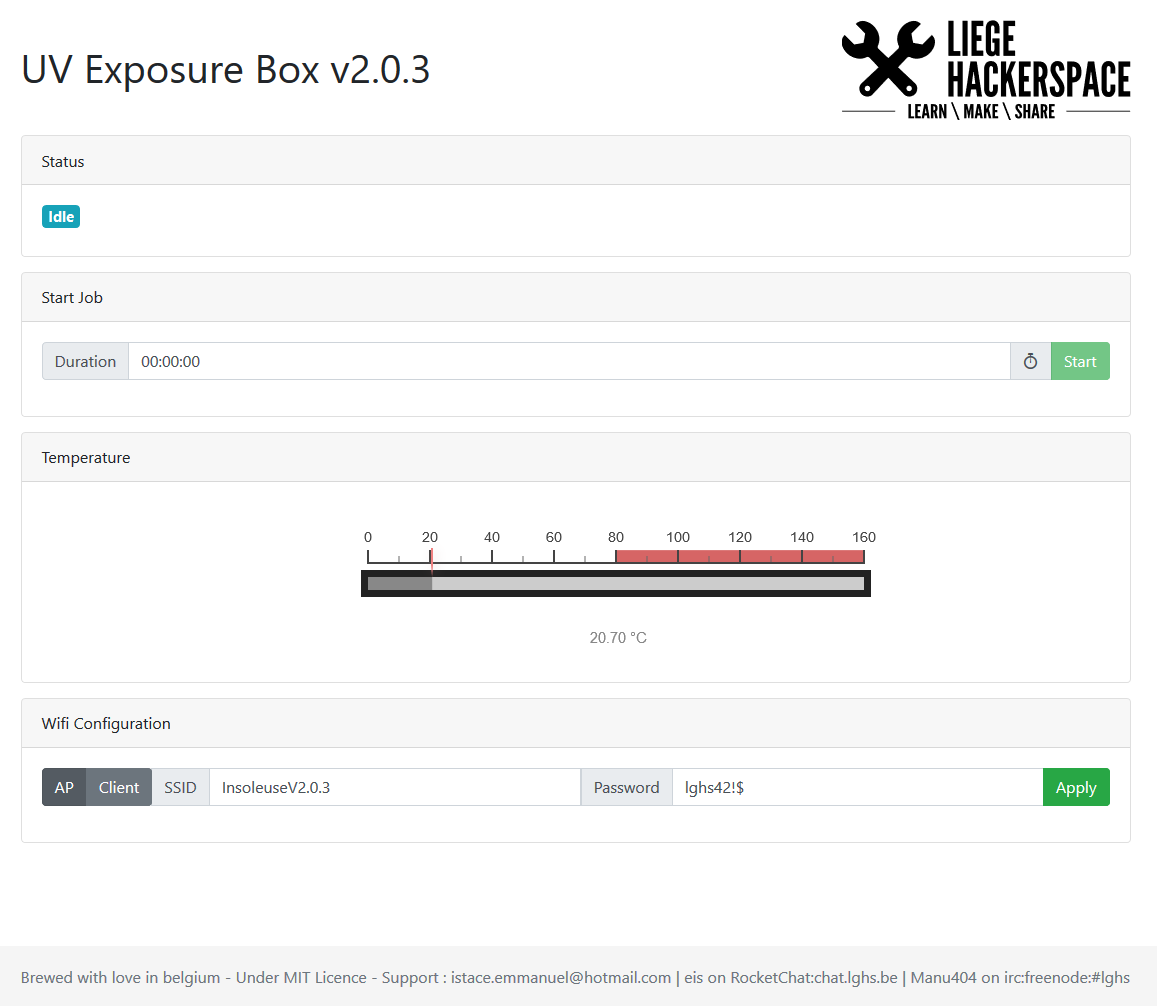 UV Exposure Box v2.0.3
LIEGE
HACKERSPACE
LEARN \ MAKE \ SHARE
Status
Idle
Start Job
Duration 00:00:00 Start
Temperature
0 20 40 60 80 100 120 140 160
20.70 °C
Wifi Configuration
AP Client SSID InsoleuseV2.0.3 Password lghs42!$ Apply
Brewed with love in belgium - Under MIT Licence - Support : istace.emmanuel@hotmail.com | eis on RocketChat:chat.lghs.be | Manu404 on irc:freenode:#lghs